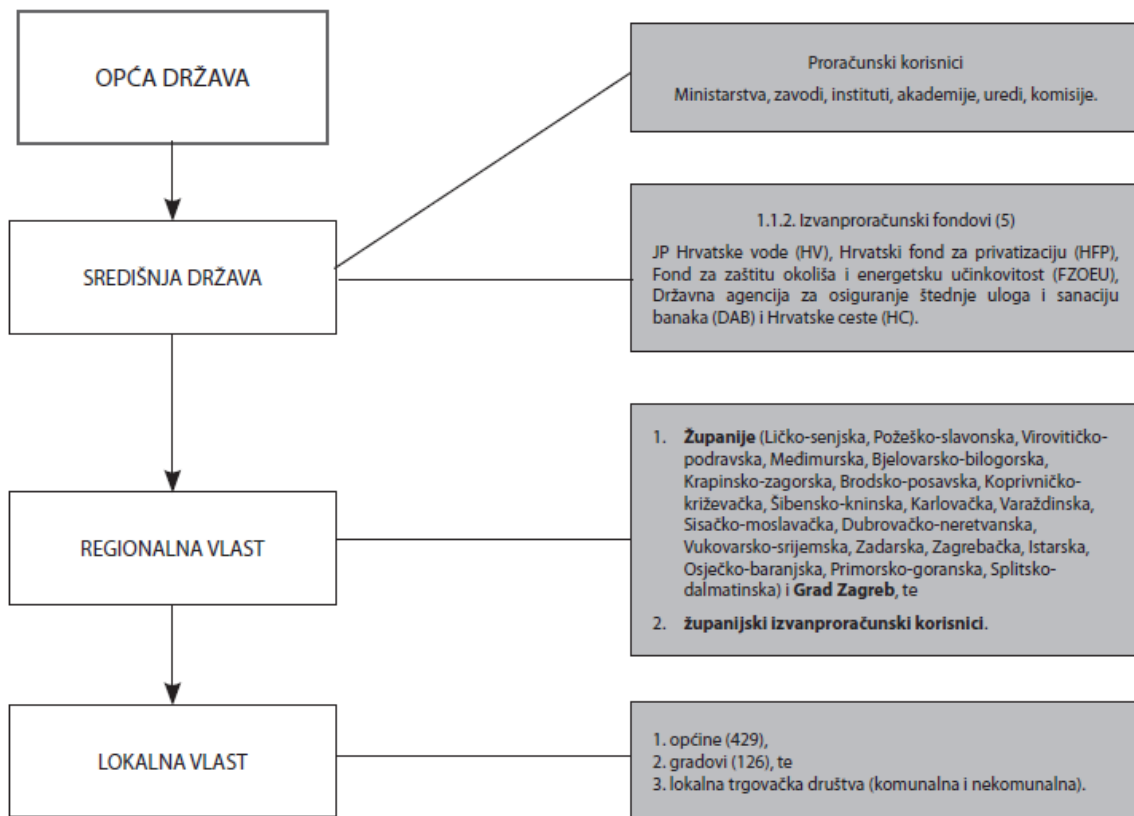 OPĆA DRŽAVA
Proračunski korisnici
Ministarstva, zavodi, instituti, akademije, uredi, komisije.
SREDIŠNJA DRŽAVA
1.1.2. Izvanproračunski fondovi (5)
JP Hrvatske vode (HV), Hrvatski fond za privatizaciju (HFP),
Fond za zaštitu okoliša i energetsku učinkovitost (FZOEU),
Državna agencija za osiguranje štednje uloga i sanaciju
banaka (DAB) i Hrvatske ceste (HC).
REGIONALNA VLAST
1. Županije (Ličko-senjska, Požeško-slavonska, Virovitičko-
podravska, Međimurska, Bjelovarsko-bilogorska,
Krapinsko-zagorska, Brodsko-posavska, Koprivničko-
križevačka, Šibensko-kninska, Karlovačka, Varaždinska,
Sisačko-moslavačka, Dubrovačko-neretvanska,
Vukovarsko-srijemska, Zadarska, Zagrebačka, Istarska,
Osječko-baranjska, Primorsko-goranska, Splitsko-
dalmatinska) i Grad Zagreb, te
2. županijski izvanproračunski korisnici.
LOKALNA VLAST
1. općine (429),
2. gradovi (126), te
3. lokalna trgovačka društva (komunalna i nekomunalna).